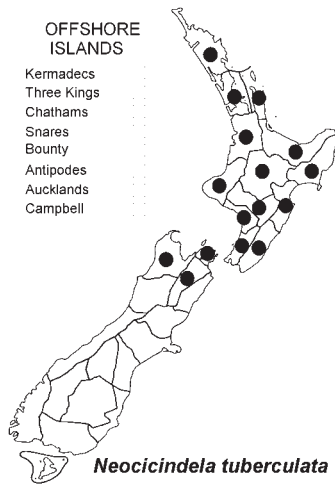 OFFSHORE
ISLANDS
Kermadecs
Three Kings
Chathams
Snares
Bounty
Antipodes
Aucklands
Campbell
Neocicindela tuberculata